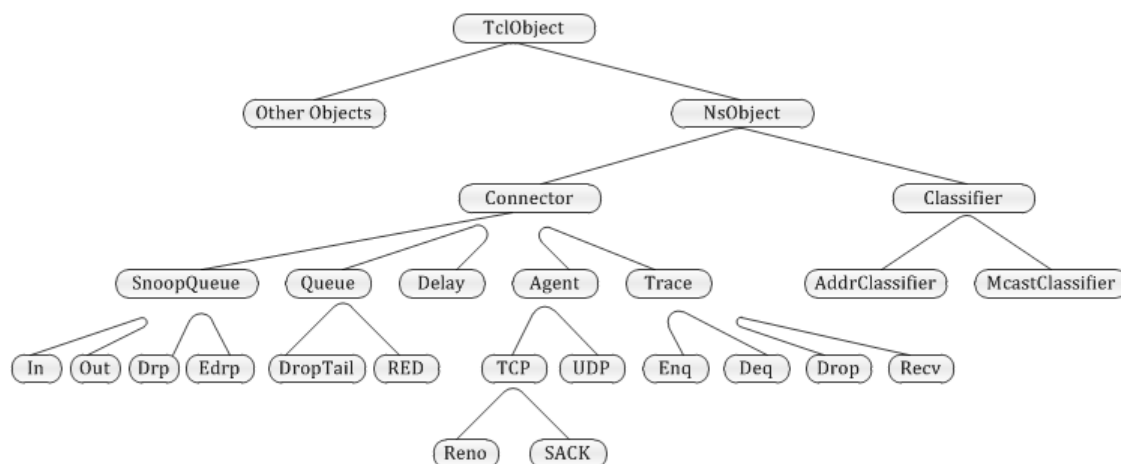 TclObject
Other Objects
NsObject
Connector
Classifier
SnoopQueue
Queue
Delay
Agent
Trace
AddrClassifier
McastClassifier
In
Out
Drp
Edrp
DropTail
RED
TCP
UDP
Enq
Deq
Drop
Recv
Reno
SACK